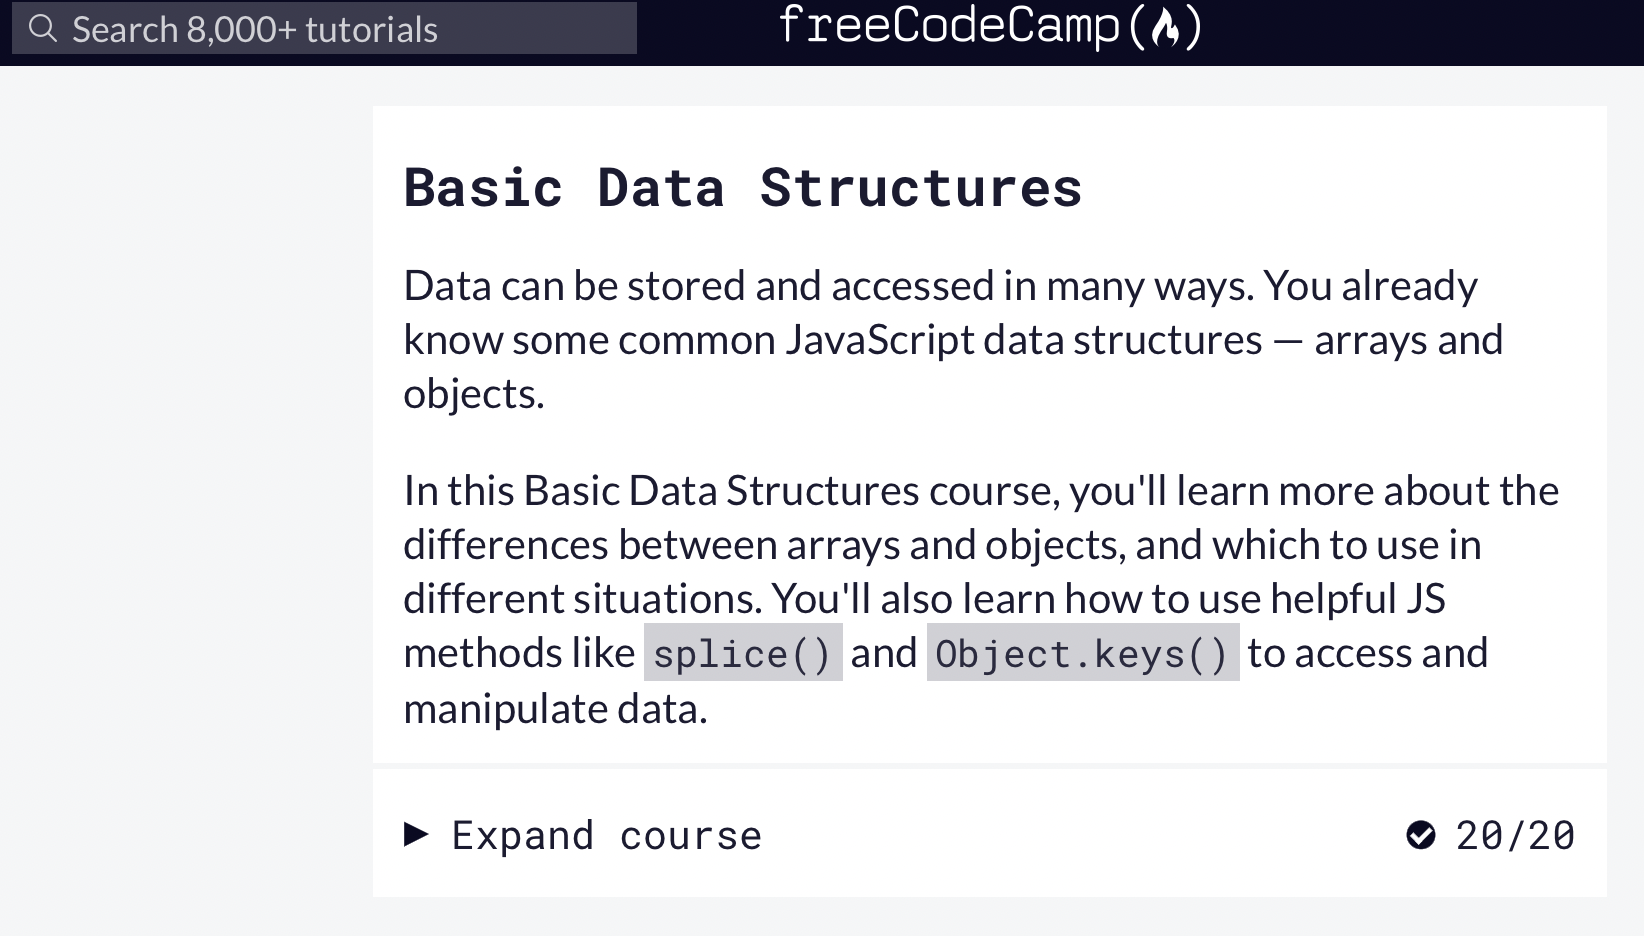 Search 8,000+ tutorials
freeCodeCamp()
Basic Data Structures
Data can be stored and accessed in many ways. You already
know some common JavaScript data structures — arrays and
objects.
In this Basic Data Structures course, you'll learn more about the
differences between arrays and objects, and which to use in
different situations. You'll also learn how to use helpful JS
methods like splice() and Object.keys() to access and
manipulate data.
Expand course
20/20